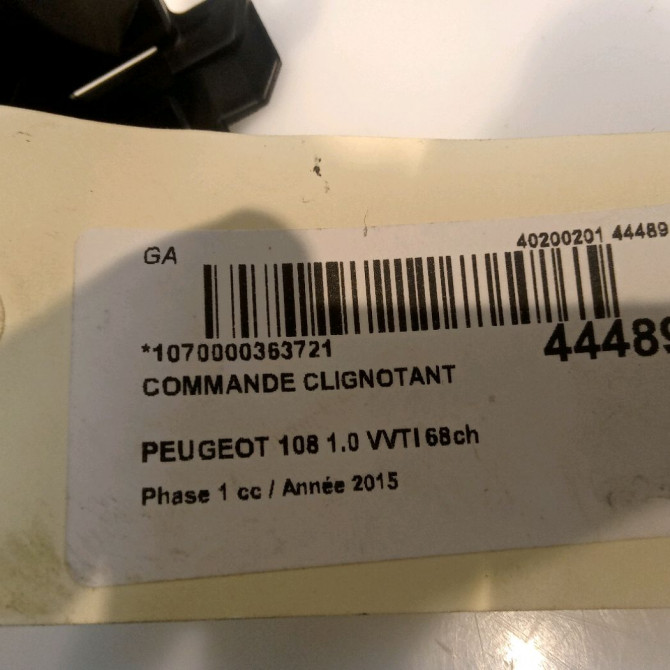 GA
40200201 44489
*1070000363721
44489
COMMANDE CLIGNOTANT
PEUGEOT 108 1.0 VVTI 68ch
Phase 1 cc / Année 2015